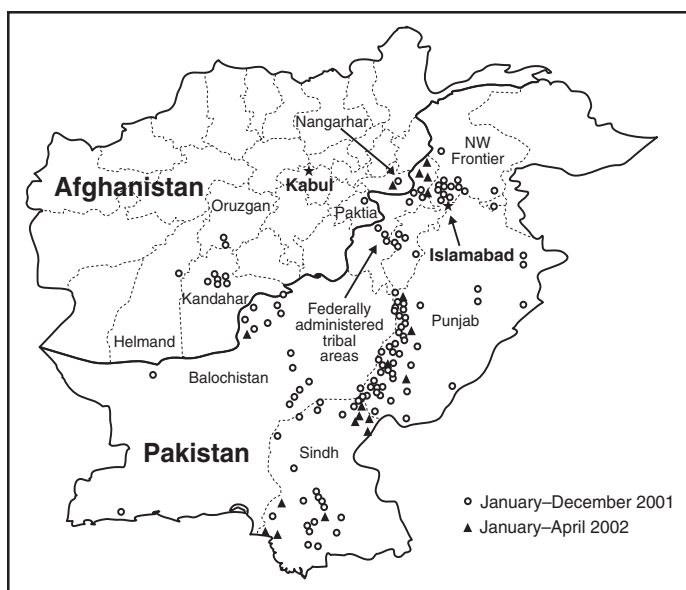 Nangarhar
NW
Frontier
Afghanistan
Kabul
Oruzgan
Paktia
Islamabad
Kandahar
Federally
administered
tribal
areas
Punjab
Helmand
Balochistan
Pakistan
Sindh
January–December 2001
January–April 2002